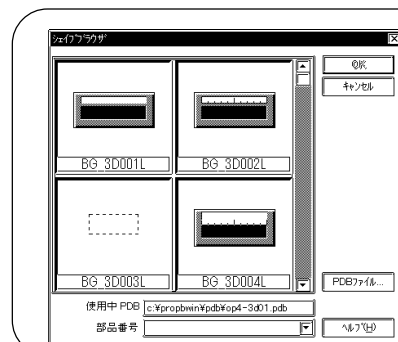 シェイプブラウザ
OK
キャンセル
BG_3D001L
BG_3D002L
BG_3D003L
BG_3D004L
PDBファイル...
使用中 PDB c:¥propbwin¥pdb¥op4-3d01.pdb
部品番号
ヘルプ(H)